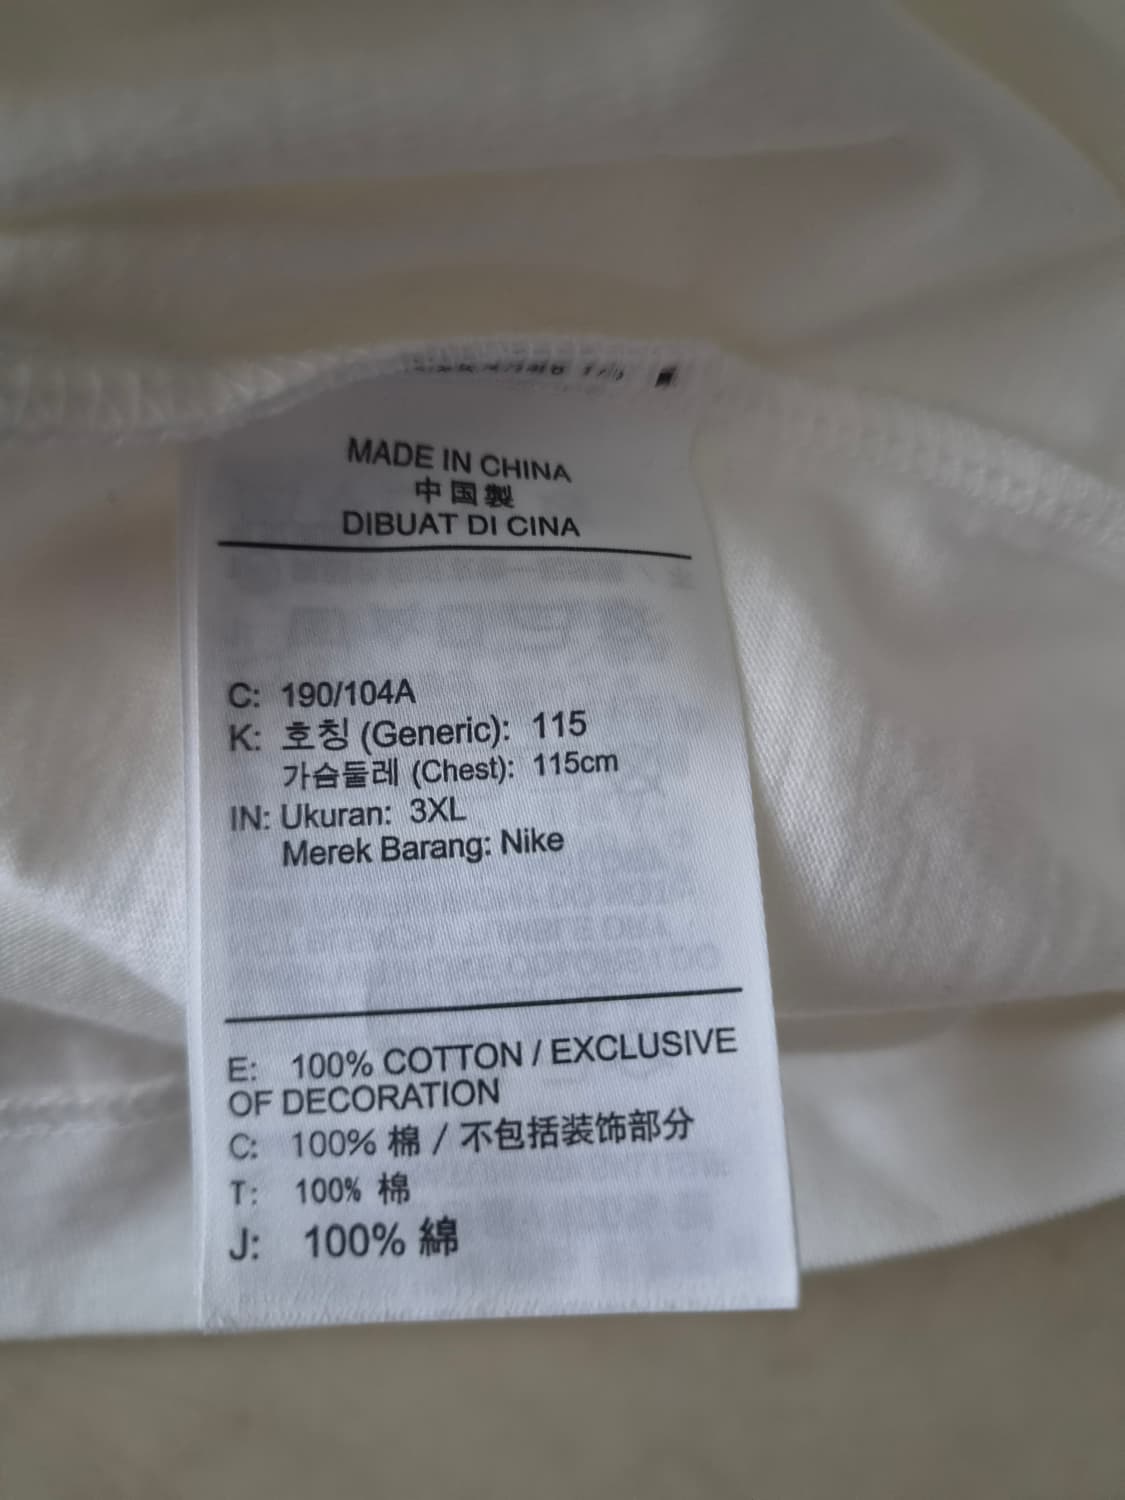 MADE IN CHINA
中国製
DIBUAT DI CINA
C: 190/104A
K: 호칭 (Generic): 115
가슴둘레 (Chest): 115cm
IN: Ukuran: 3XL
Merek Barang: Nike
E: 100% COTTON / EXCLUSIVE
OF DECORATION
C: 100% 棉 / 不包括装饰部分
T: 100% 棉
J: 100% 綿